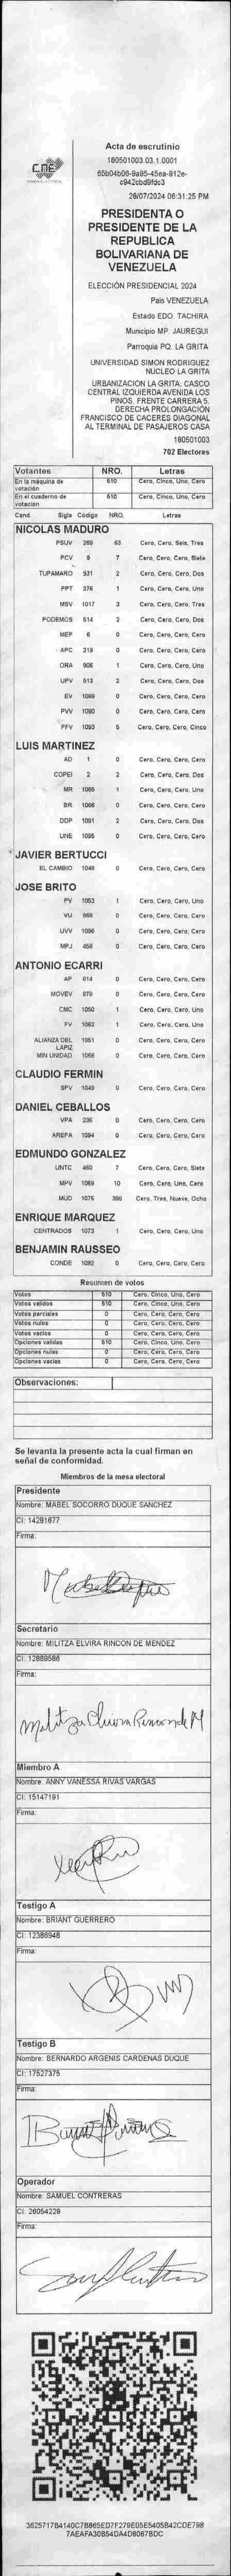 CNE
Acta de escrutinio
180501003.03.1.0001
65b04b06-9a95-45ea-912e-
c942cbd9fdc3
28/07/2024 06:31:25 PM
PRESIDENTA O
PRESIDENTE DE LA
REPUBLICA
BOLIVARIANA DE
VENEZUELA
ELECCIÓN PRESIDENCIAL 2024
País VENEZUELA
Estado EDO. TACHIRA
Municipio MP. JAUREGUI
Parroquia PQ. LA GRITA
UNIVERSIDAD SIMON RODRIGUEZ
NUCLEO LA GRITA
URBANIZACION LA GRITA, CASCO
CENTRAL IZQUIERDA AVENIDA LOS
PINOS. FRENTE CARRERA 5.
DERECHA PROLONGACIÓN
FRANCISCO DE CACERES DIAGONAL
AL TERMINAL DE PASAJEROS CASA
180501003
702 Electores
Votantes NRO. Letras
En la máquina de votación 510 Cero, Cinco, Uno, Cero
En el cuaderno de votación 510 Cero, Cinco, Uno, Cero
Cand. Sigla Código NRO. Letras
NICOLAS MADURO
PSUV 269 63 Cero, Cero, Seis, Tres
PCV 9 7 Cero, Cero, Cero, Siete
TUPAMARO 931 2 Cero, Cero, Cero, Dos
PPT 276 1 Cero, Cero, Cero, Uno
MSV 1017 3 Cero, Cero, Cero, Tres
PODEMOS 514 2 Cero, Cero, Cero, Dos
MEP 6 0 Cero, Cero, Cero, Cero
APC 219 0 Cero, Cero, Cero, Cero
ORA 906 1 Cero, Cero, Cero, Uno
UPV 513 2 Cero, Cero, Cero, Dos
EV 1099 0 Cero, Cero, Cero, Cero
PVV 1090 0 Cero, Cero, Cero, Cero
PFV 1093 5 Cero, Cero, Cero, Cinco
LUIS MARTINEZ
AD 1 0 Cero, Cero, Cero, Cero
COPEI 2 2 Cero, Cero, Cero, Dos
MR 1065 1 Cero, Cero, Cero, Uno
BR 1066 0 Cero, Cero, Cero, Cero
DDP 1091 2 Cero, Cero, Cero, Dos
UNE 1095 0 Cero, Cero, Cero, Cero
JAVIER BERTUCCI
EL CAMBIO 1049 0 Cero, Cero, Cero, Cero
JOSE BRITO
PV 1053 1 Cero, Cero, Cero, Uno
VU 968 0 Cero, Cero, Cero, Cero
UVV 1096 0 Cero, Cero, Cero, Cero
MPJ 458 0 Cero, Cero, Cero, Cero
ANTONIO ECARRI
AP 814 0 Cero, Cero, Cero, Cero
MOVEV 970 0 Cero, Cero, Cero, Cero
CMC 1050 1 Cero, Cero, Cero, Uno
FV 1062 1 Cero, Cero, Cero, Uno
ALIANZA DEL LAPIZ 1051 0 Cero, Cero, Cero, Cero
MIN UNIDAD 1068 0 Cero, Cero, Cero, Cero
CLAUDIO FERMIN
SPV 1049 0 Cero, Cero, Cero, Cero
DANIEL CEBALLOS
VPA 236 0 Cero, Cero, Cero, Cero
AREPA 1094 0 Cero, Cero, Cero, Cero
EDMUNDO GONZALEZ
UNTC 460 7 Cero, Cero, Cero, Siete
MPV 1069 10 Cero, Cero, Uno, Cero
MUD 1075 398 Cero, Tres, Nueve, Ocho
ENRIQUE MARQUEZ
CENTRADOS 1073 1 Cero, Cero, Cero, Uno
BENJAMIN RAUSSEO
CONDE 1092 0 Cero, Cero, Cero, Cero
Resumen de votos
Votos 510 Cero, Cinco, Uno, Cero
Votos validos 510 Cero, Cinco, Uno, Cero
Votos parciales 0 Cero, Cero, Cero, Cero
Votos nulos 0 Cero, Cero, Cero, Cero
Votos vacios 0 Cero, Cero, Cero, Cero
Opciones validas 510 Cero, Cinco, Uno, Cero
Opciones nulas 0 Cero, Cero, Cero, Cero
Opciones vacias 0 Cero, Cero, Cero, Cero
Observaciones:
Se levanta la presente acta la cual firman en
señal de conformidad.
Miembros de la mesa electoral
Presidente
Nombre: MABEL SOCORRO DUQUE SANCHEZ
CI: 14281677
Firma:
Secretario
Nombre: MILITZA ELVIRA RINCON DE MENDEZ
CI: 12889586
Firma:
Miembro A
Nombre: ANNY VANESSA RIVAS VARGAS
CI: 15147191
Firma:
Testigo A
Nombre: BRIANT GUERRERO
CI: 12386948
Firma:
Testigo B
Nombre: BERNARDO ARGENIS CARDENAS DUQUE
CI: 17527375
Firma:
Operador
Nombre: SAMUEL CONTRERAS
CI: 26054229
Firma:
3625717B4140C7B865ED7F279E05E5405B42CDE798
7AEAFA30B54DA4D8067BDC